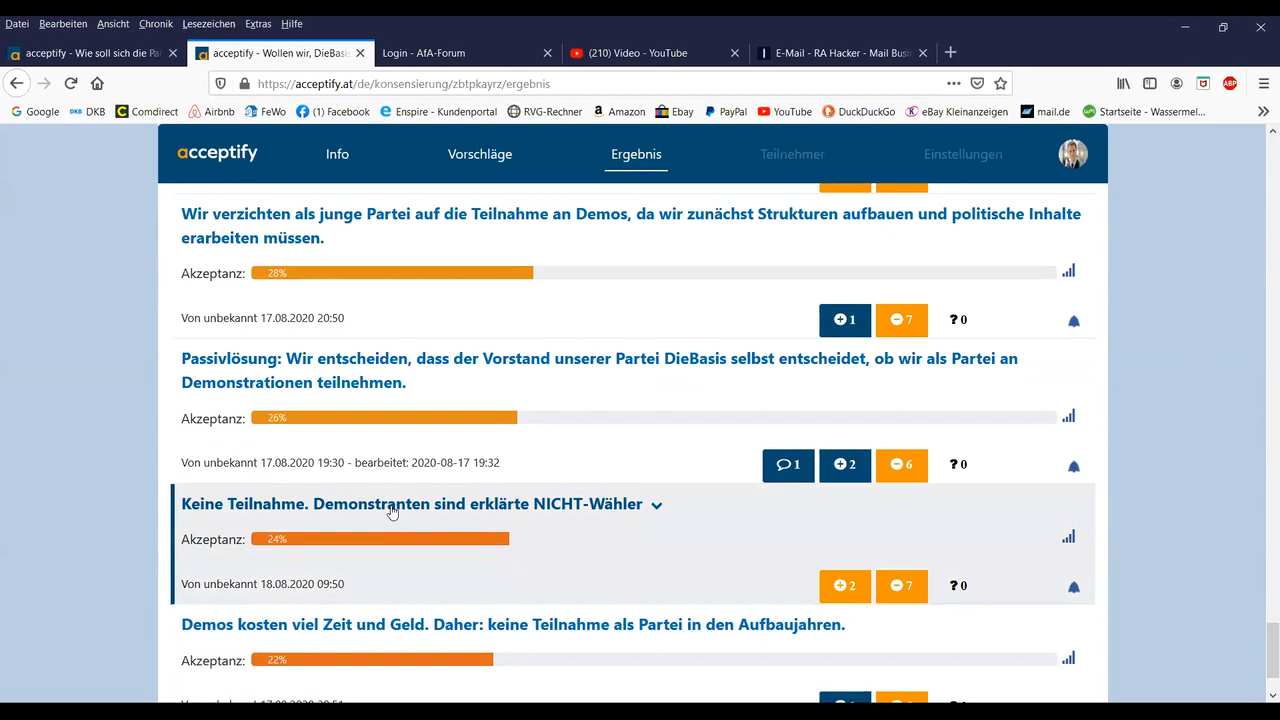 Datei Bearbeiten Ansicht Chronik Lesezeichen Extras Hilfe
acceptify - Wie soll sich die Pa
acceptify - Wollen wir, DieBasis
Login - AfA-Forum
(210) Video - YouTube
E-Mail - RA Hacker - Mail Bus
https://acceptify.at/de/konsensierung/zbtpkayrz/ergebnis
ABP
Google DKB DKB Comdirect Airbnb FeWo (1) Facebook Enspire - Kundenportal RVG-Rechner Amazon Ebay PayPal YouTube DuckDuckGo eBay Kleinanzeigen mail.de Startseite - Wassermel...
acceptify Info Vorschläge Ergebnis Teilnehmer Einstellungen
Wir verzichten als junge Partei auf die Teilnahme an Demos, da wir zunächst Strukturen aufbauen und politische Inhalte
erarbeiten müssen.
Akzeptanz: 28%
Von unbekannt 17.08.2020 20:50 1 7 ? 0
Passivlösung: Wir entscheiden, dass der Vorstand unserer Partei DieBasis selbst entscheidet, ob wir als Partei an
Demonstrationen teilnehmen.
Akzeptanz: 26%
Von unbekannt 17.08.2020 19:30 - bearbeitet: 2020-08-17 19:32 1 2 6 ? 0
Keine Teilnahme. Demonstranten sind erklärte NICHT-Wähler
Akzeptanz: 24%
Von unbekannt 18.08.2020 09:50 2 7 ? 0
Demos kosten viel Zeit und Geld. Daher: keine Teilnahme als Partei in den Aufbaujahren.
Akzeptanz: 22%